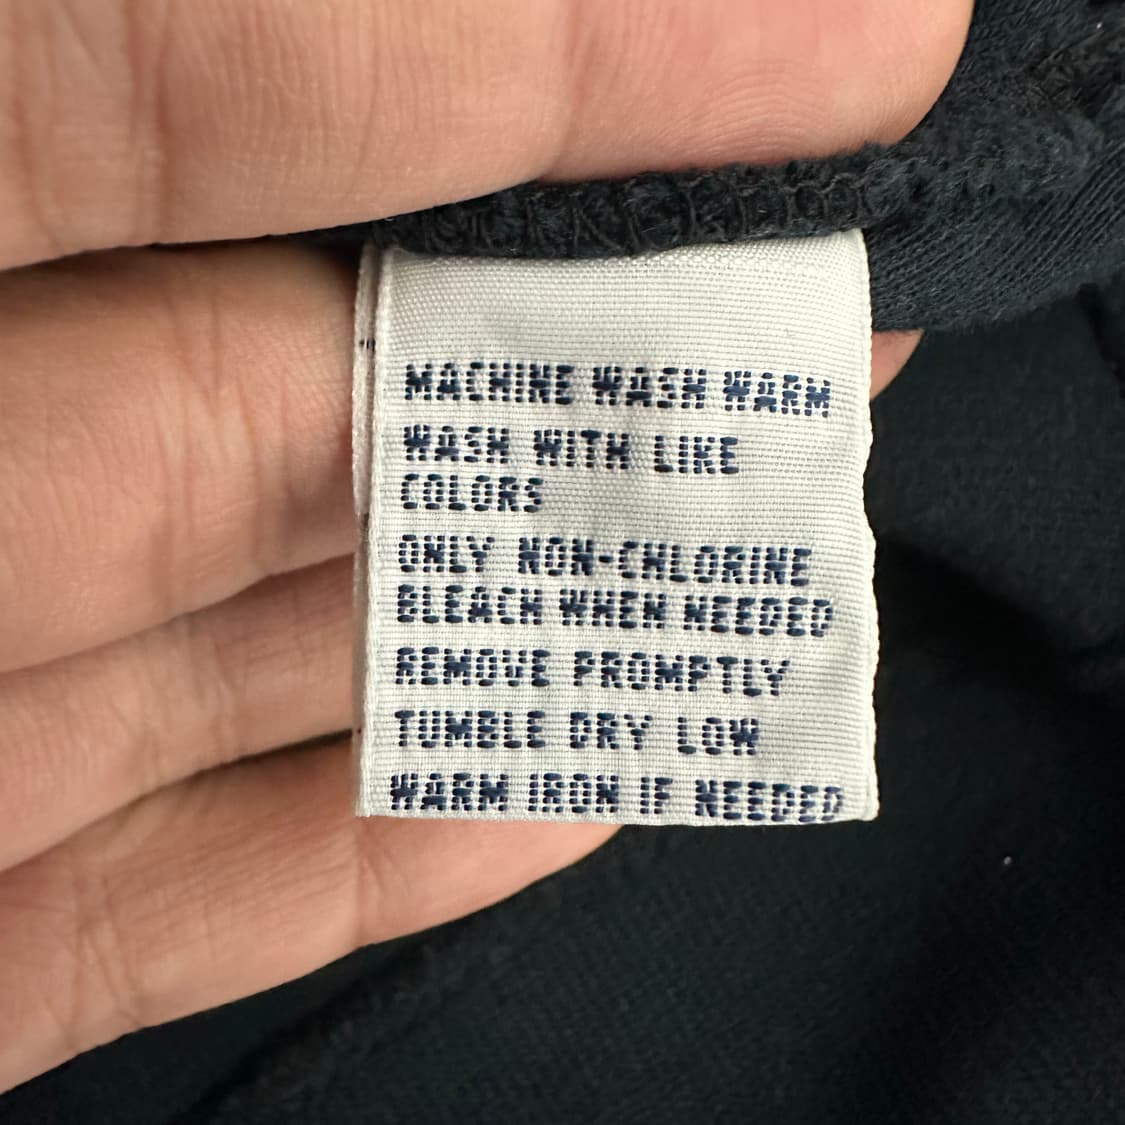 MACHINE WASH WARM
WASH WITH LIKE
COLORS
ONLY NON-CHLORINE
BLEACH WHEN NEEDED
REMOVE PROMPTLY
TUMBLE DRY LOW
WARM IRON IF NEEDED